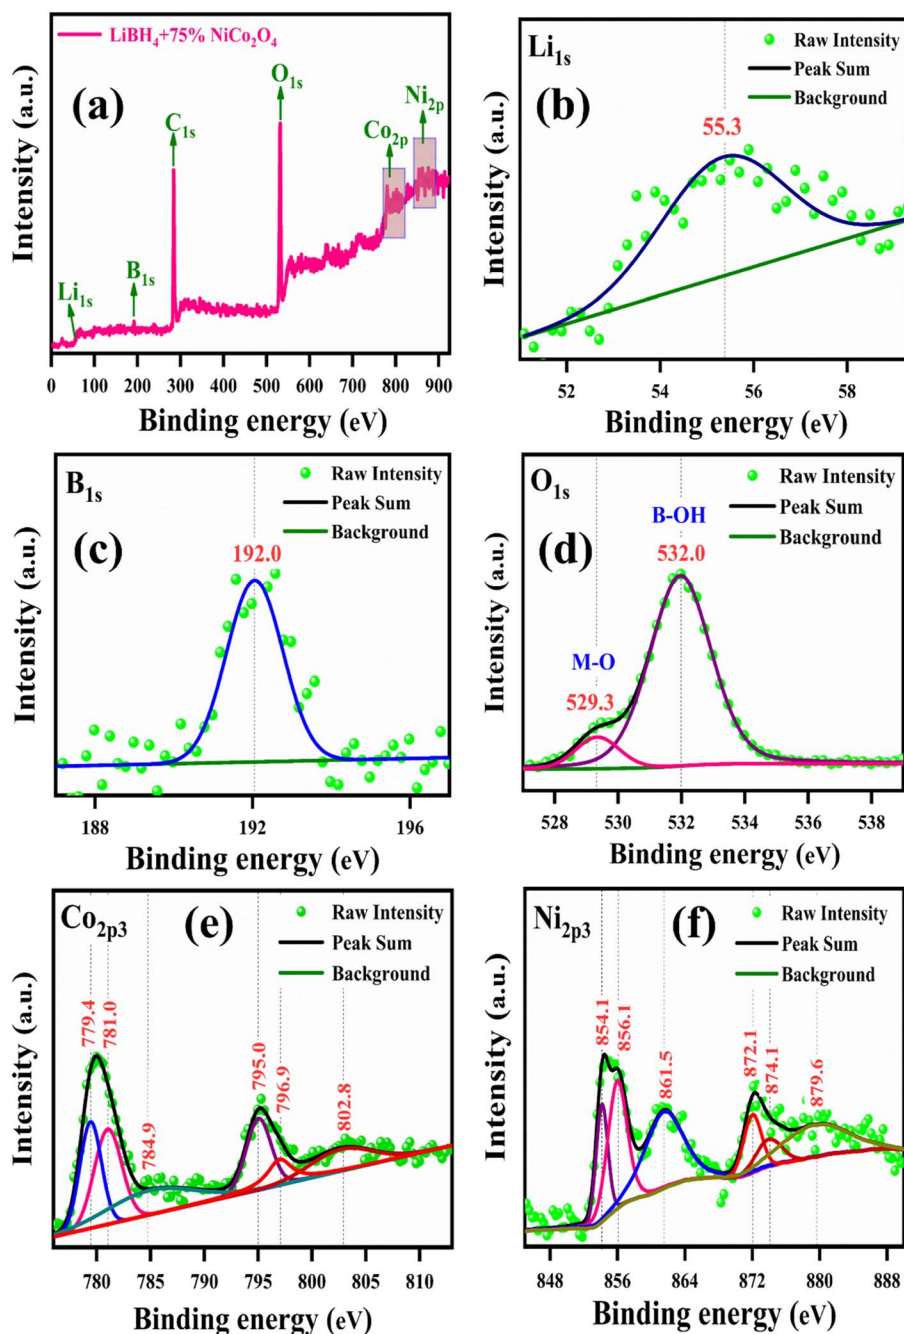 LiBH4+75% NiCo2O4
(a)
Li1s
B1s
C1s
O1s
Co2p
Ni2p
Intensity (a.u.)
0 100 200 300 400 500 600 700 800 900
Binding energy (eV)
Li1s
(b)
Raw Intensity
Peak Sum
Background
55.3
Intensity (a.u.)
52 54 56 58
Binding energy (eV)
B1s
(c)
Raw Intensity
Peak Sum
Background
192.0
Intensity (a.u.)
188 192 196
Binding energy (eV)
O1s
(d)
Raw Intensity
Peak Sum
Background
B-OH
532.0
M-O
529.3
Intensity (a.u.)
528 530 532 534 536 538
Binding energy (eV)
Co2p3
(e)
Raw Intensity
Peak Sum
Background
779.4
781.0
784.9
795.0
796.9
802.8
Intensity (a.u.)
780 785 790 795 800 805 810
Binding energy (eV)
Ni2p3
(f)
Raw Intensity
Peak Sum
Background
854.1
856.1
861.5
872.1
874.1
879.6
Intensity (a.u.)
848 856 864 872 880 888
Binding energy (eV)